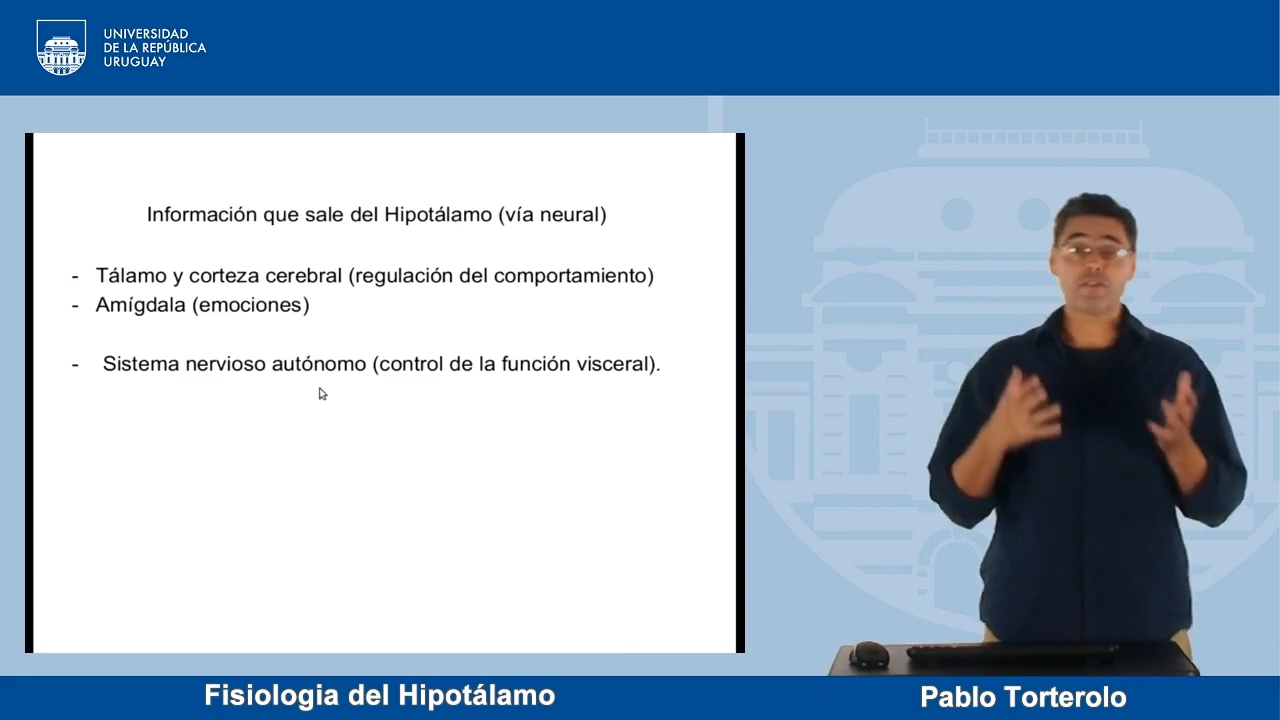 UNIVERSIDAD
DE LA REPÚBLICA
URUGUAY
Información que sale del Hipotálamo (vía neural)
- Tálamo y corteza cerebral (regulación del comportamiento)
- Amígdala (emociones)
- Sistema nervioso autónomo (control de la función visceral).
Fisiologia del Hipotálamo
Pablo Torterolo